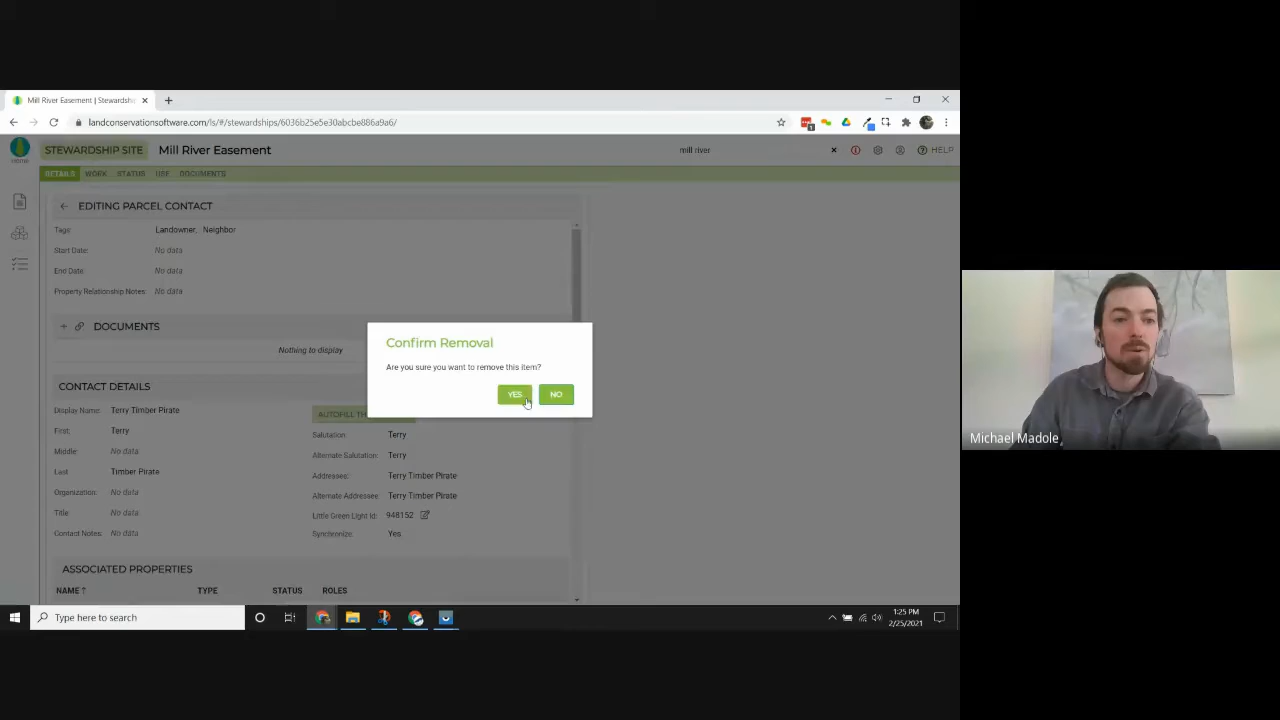 Mill River Easement | Stewardshi
landconservationsoftware.com/ls/#/stewardships/6036b25e5e30abcbe886a9a6/
Home
STEWARDSHIP SITE
Mill River Easement
mill river
HELP
DETAILS WORK STATUS USE DOCUMENTS
EDITING PARCEL CONTACT
Tags: Landowner, Neighbor
Start Date: No data
End Date: No data
Property Relationship Notes: No data
DOCUMENTS
Nothing to display
Confirm Removal
Are you sure you want to remove this item?
YES NO
CONTACT DETAILS
Display Name: Terry Timber Pirate
First: Terry
Middle: No data
Last Timber Pirate
Organization: No data
Title No data
Contact Notes: No data
AUTOFILL
Salutation: Terry
Alternate Salutation: Terry
Addressee: Terry Timber Pirate
Alternate Addressee Terry Timber Pirate
Little Green Light Id: 948152
Synchronize: Yes
ASSOCIATED PROPERTIES
NAME TYPE STATUS ROLES
Type here to search
1:25 PM
2/25/2021
Michael Madole